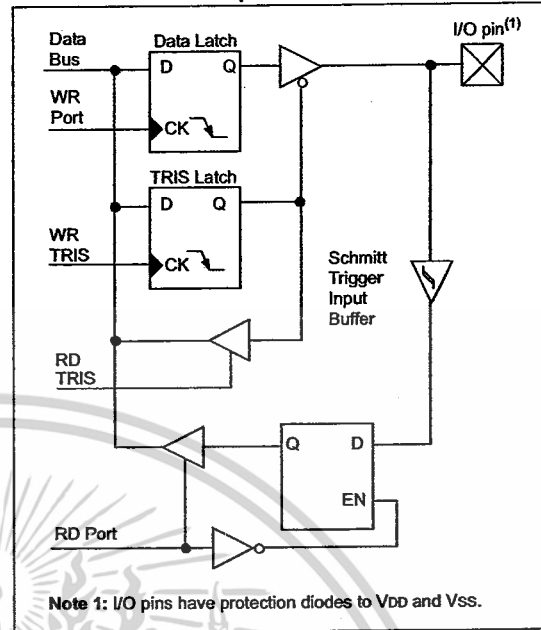 Data
Bus
Data Latch
I/O pin(1)
D
Q
WR
Port
CK
TRIS Latch
D
Q
WR
TRIS
CK
Schmitt
Trigger
Input
Buffer
RD
TRIS
Q
D
EN
RD Port
Note 1: I/O pins have protection diodes to VDD and VSS.